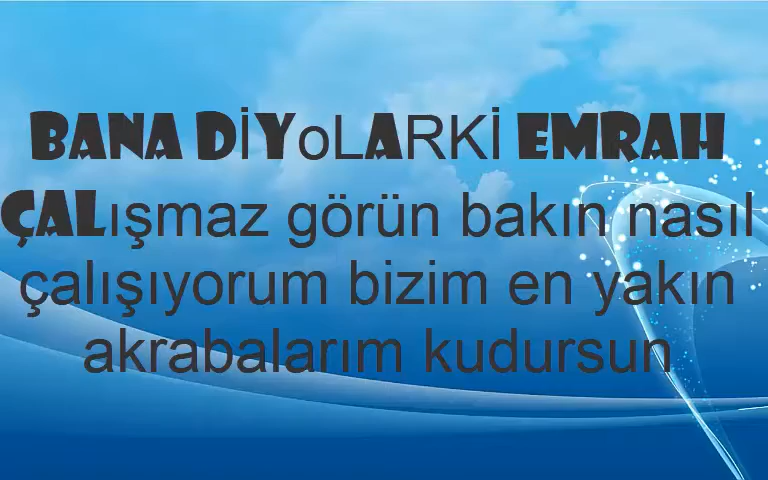 BANA DİYoLARKİ EMRAH
ÇALışmaz görün bakın nasıl
çalışıyorum bizim en yakın
akrabalarım kudursun